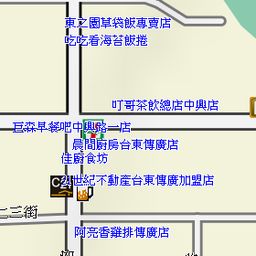 東之園草袋飯專賣店
吃吃看海苔飯捲
叮哥茶飲總店中興店
巨森早餐吧中興路一店
晨間廚房台東傳廣店
佳廚食坊
21世紀不動產台東傳廣加盟店
二三街
阿亮香雞排傳廣店